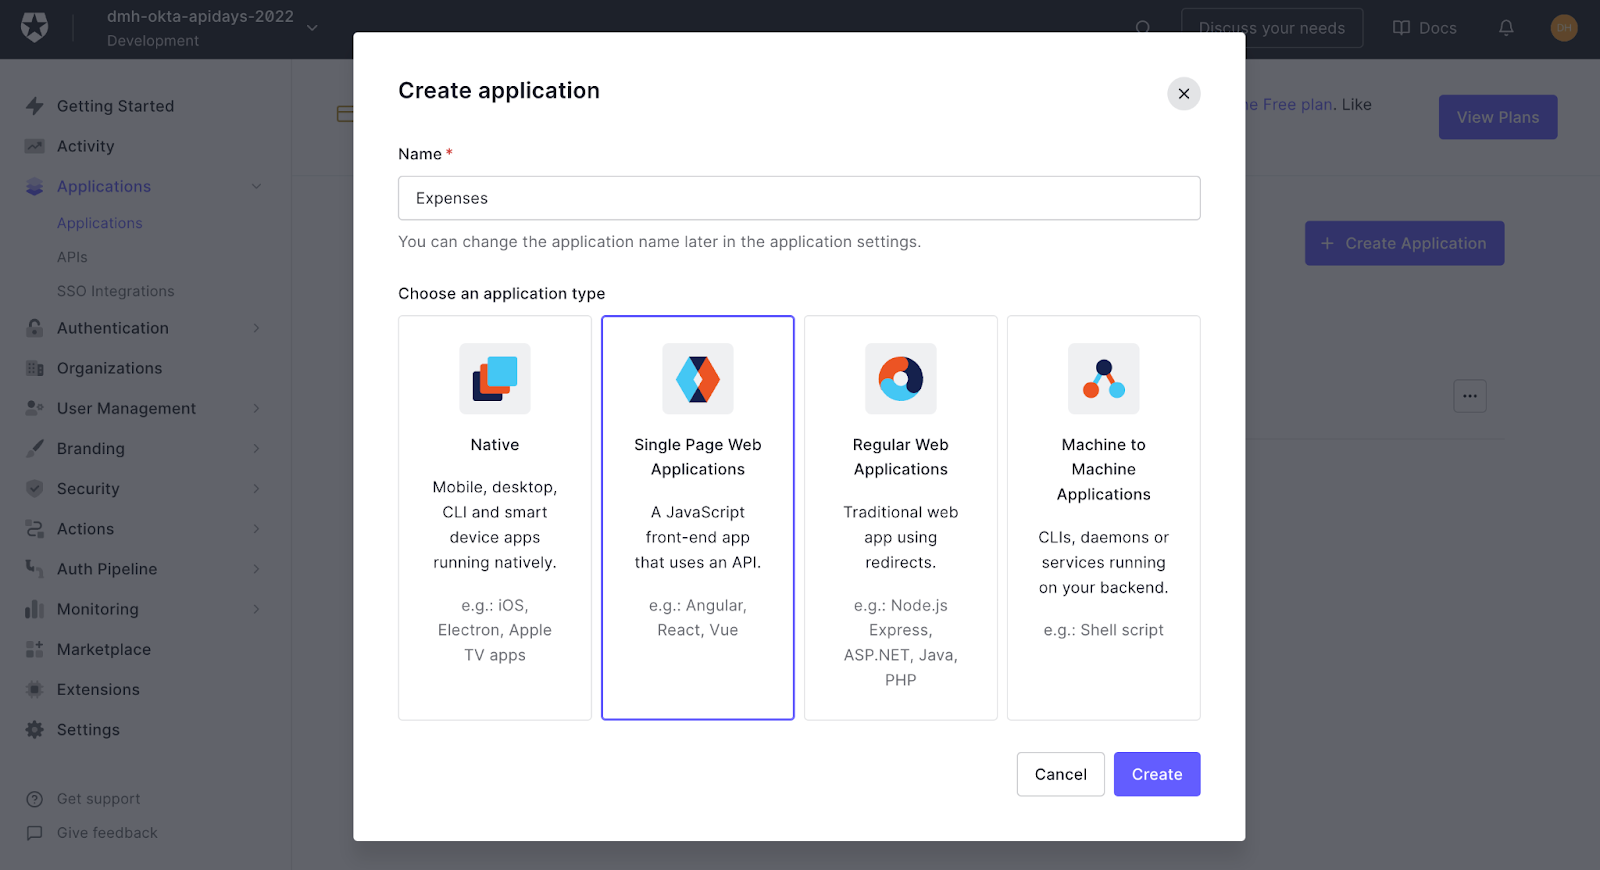 dmh-okta-apidays-2022
Development
Discuss your needs
Docs
DH
Getting Started
Activity
Applications
Applications
APIs
SSO Integrations
Authentication
Organizations
User Management
Branding
Security
Actions
Auth Pipeline
Monitoring
Marketplace
Extensions
Settings
Get support
Give feedback
Free plan. Like
View Plans
+ Create Application
Create application
Name *
Expenses
You can change the application name later in the application settings.
Choose an application type
Native
Mobile, desktop,
CLI and smart
device apps
running natively.
e.g.: iOS,
Electron, Apple
TV apps
Single Page Web
Applications
A JavaScript
front-end app
that uses an API.
e.g.: Angular,
React, Vue
Regular Web
Applications
Traditional web
app using
redirects.
e.g.: Node.js
Express,
ASP.NET, Java,
PHP
Machine to
Machine
Applications
CLIs, daemons or
services running
on your backend.
e.g.: Shell script
Cancel
Create